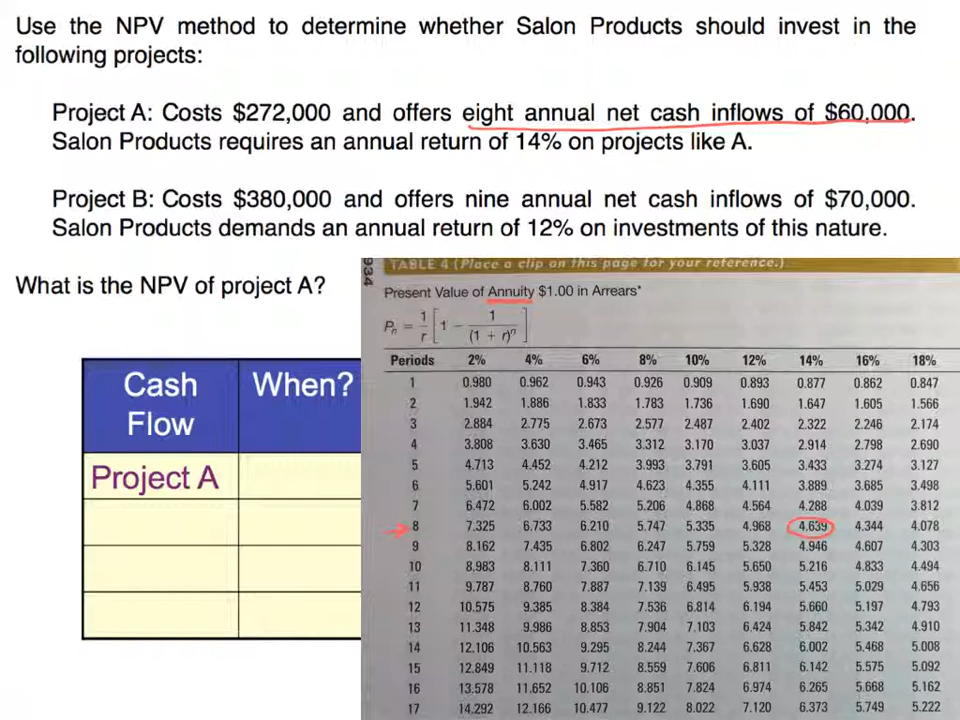 Use the NPV method to determine whether Salon Products should invest in the
following projects:
Project A: Costs $272,000 and offers eight annual net cash inflows of $60,000.
Salon Products requires an annual return of 14% on projects like A.
Project B: Costs $380,000 and offers nine annual net cash inflows of $70,000.
Salon Products demands an annual return of 12% on investments of this nature.
What is the NPV of project A?
Cash Flow When?
Project A
934
TABLE 4 (Place a clip on this page for your reference.)
Present Value of Annuity $1.00 in Arrears*
Pn = 1/r [1 − 1/(1 + r)^n]
Periods 2% 4% 6% 8% 10% 12% 14% 16% 18%
1 0.980 0.962 0.943 0.926 0.909 0.893 0.877 0.862 0.847
2 1.942 1.886 1.833 1.783 1.736 1.690 1.647 1.605 1.566
3 2.884 2.775 2.673 2.577 2.487 2.402 2.322 2.246 2.174
4 3.808 3.630 3.465 3.312 3.170 3.037 2.914 2.798 2.690
5 4.713 4.452 4.212 3.993 3.791 3.605 3.433 3.274 3.127
6 5.601 5.242 4.917 4.623 4.355 4.111 3.889 3.685 3.498
7 6.472 6.002 5.582 5.206 4.868 4.564 4.288 4.039 3.812
8 7.325 6.733 6.210 5.747 5.335 4.968 4.639 4.344 4.078
9 8.162 7.435 6.802 6.247 5.759 5.328 4.946 4.607 4.303
10 8.983 8.111 7.360 6.710 6.145 5.650 5.216 4.833 4.494
11 9.787 8.760 7.887 7.139 6.495 5.938 5.453 5.029 4.656
12 10.575 9.385 8.384 7.536 6.814 6.194 5.660 5.197 4.793
13 11.348 9.986 8.853 7.904 7.103 6.424 5.842 5.342 4.910
14 12.106 10.563 9.295 8.244 7.367 6.628 6.002 5.468 5.008
15 12.849 11.118 9.712 8.559 7.606 6.811 6.142 5.575 5.092
16 13.578 11.652 10.106 8.851 7.824 6.974 6.265 5.668 5.162
17 14.292 12.166 10.477 9.122 8.022 7.120 6.373 5.749 5.222